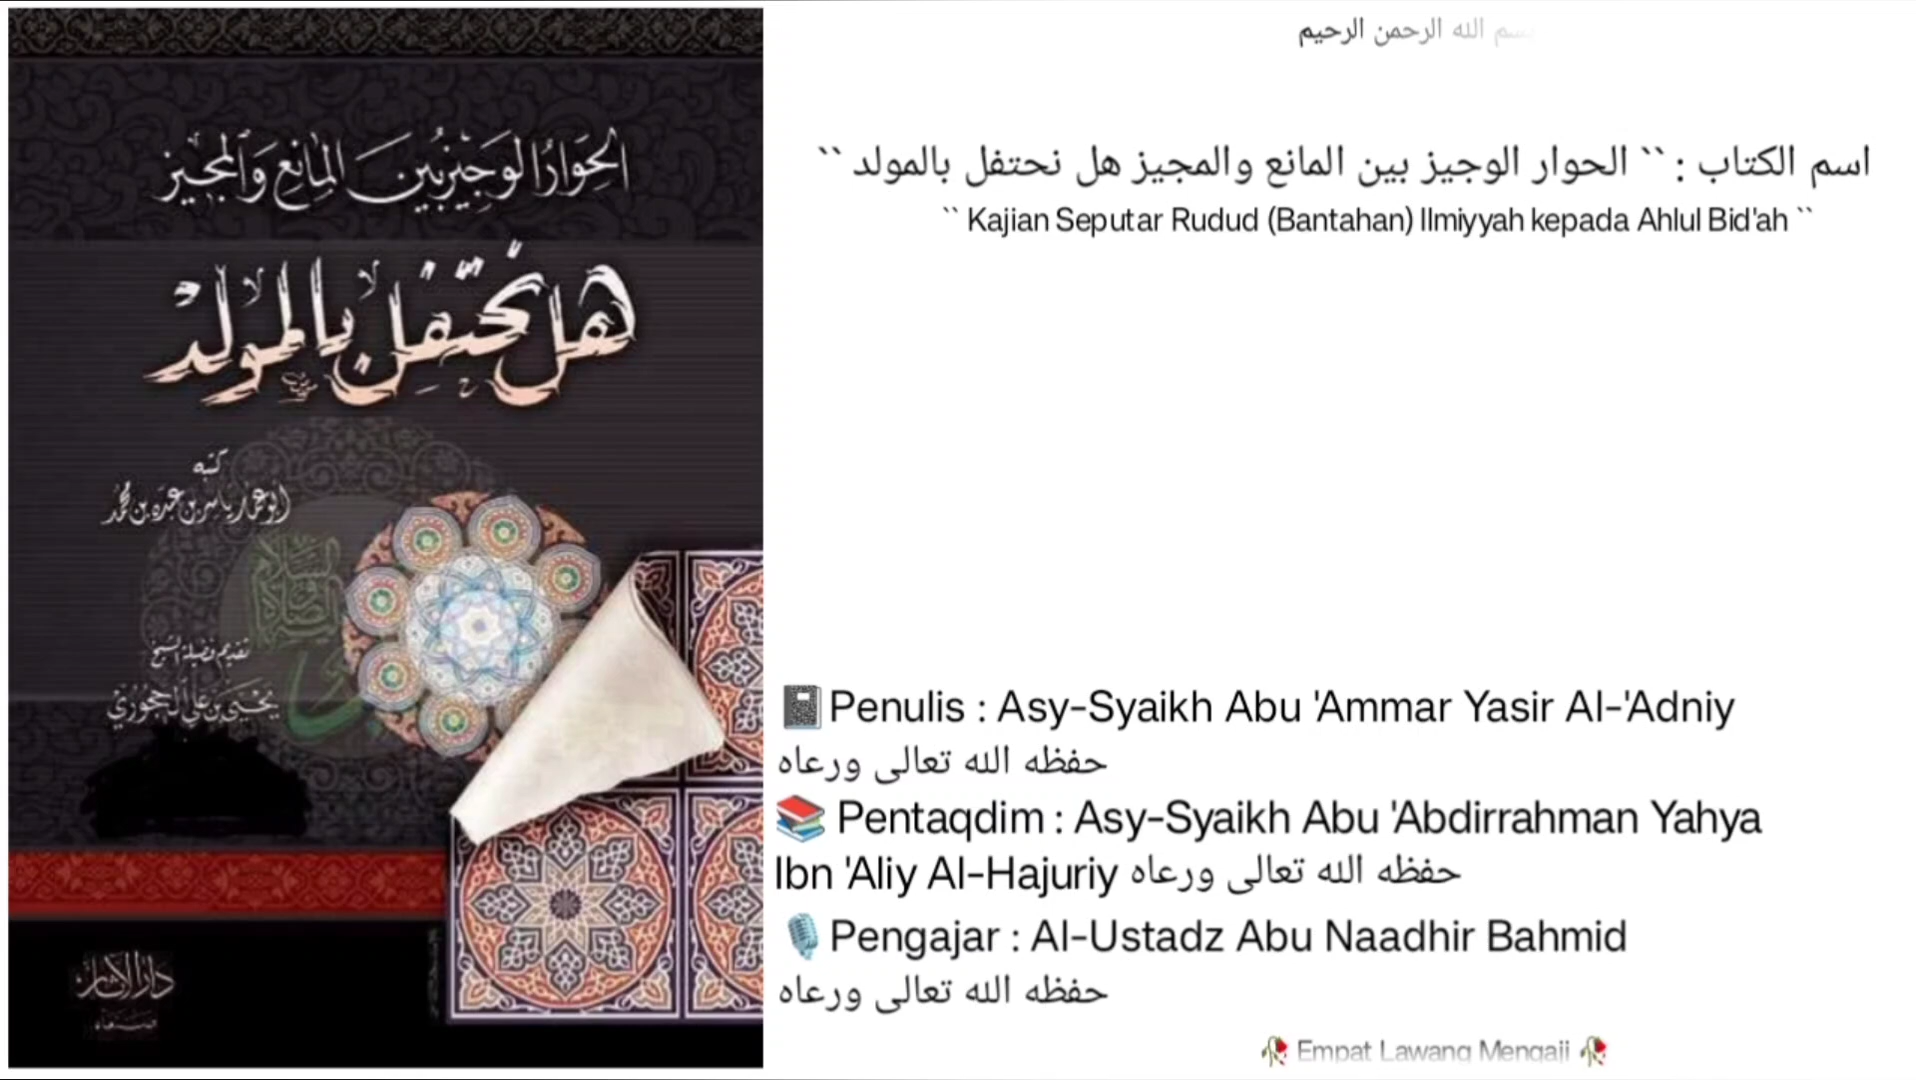 الحوار الوجيز بين المانع والمجيز
هل نحتفل بالمولد
كتبه
ابو عمار ياسر بن عبده بن محمد
تقديم فضيلة الشيخ
يحيى بن علي الحجوري
دار الآثار
صنعاء
بسم الله الرحمن الرحيم
اسم الكتاب : `` الحوار الوجيز بين المانع والمجيز هل نحتفل بالمولد ``
`` Kajian Seputar Rudud (Bantahan) Ilmiyyah kepada Ahlul Bid'ah ``
📓Penulis : Asy-Syaikh Abu 'Ammar Yasir Al-'Adniy
حفظه الله تعالى ورعاه
📚 Pentaqdim : Asy-Syaikh Abu 'Abdirrahman Yahya
Ibn 'Aliy Al-Hajuriy حفظه الله تعالى ورعاه
🎙️Pengajar : Al-Ustadz Abu Naadhir Bahmid
حفظه الله تعالى ورعاه
🥀 Empat Lawang Mengaji 🥀